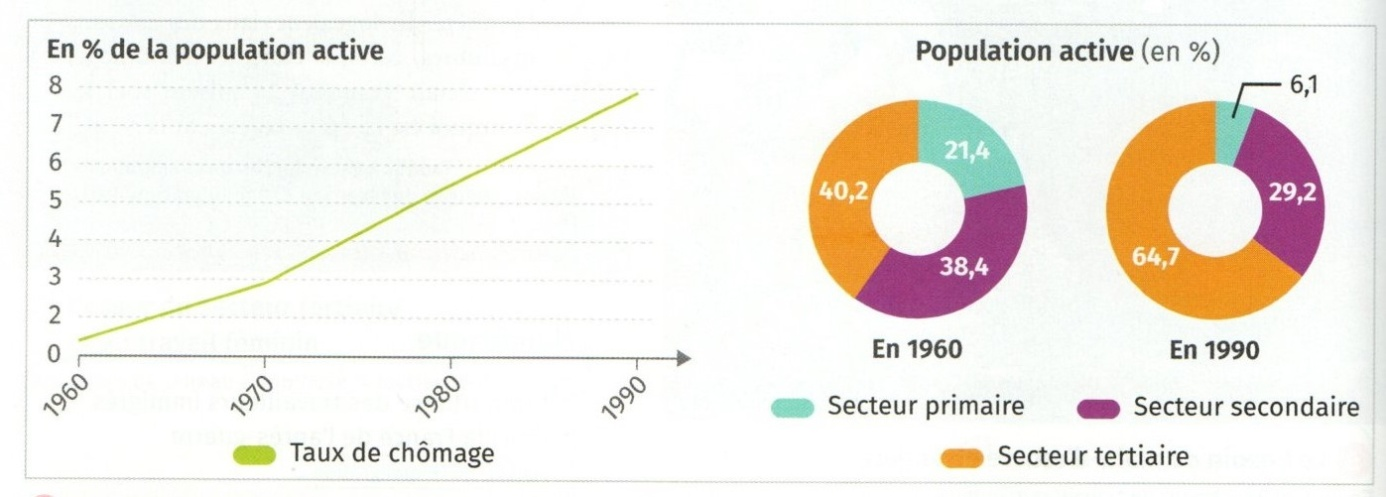 En % de la population active
8
7
6
5
4
3
2
0
1960
1970
1980
1990
Taux de chômage
Population active (en %)
21,4
38,4
40,2
En 1960
6,1
29,2
64,7
En 1990
Secteur primaire
Secteur secondaire
Secteur tertiaire